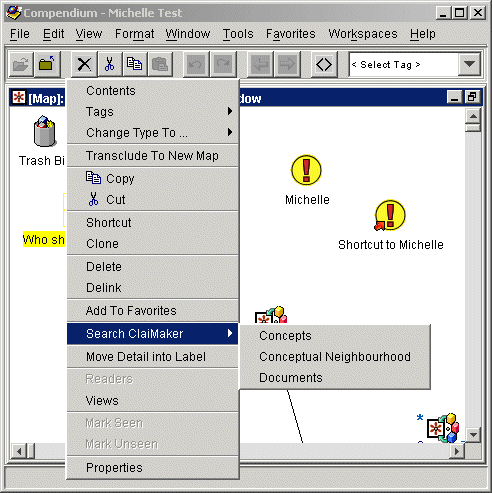 Compendium - Michelle Test
File Edit View Format Window Tools Favorites Workspaces Help
< Select Tag >
[Map]: dow
Trash Bi
Who sh
Contents
Tags
Change Type To ...
Transclude To New Map
Copy
Cut
Shortcut
Clone
Delete
Delink
Add To Favorites
Search ClaiMaker
Move Detail into Label
Readers
Views
Mark Seen
Mark Unseen
Properties
Concepts
Conceptual Neighbourhood
Documents
Michelle
Shortcut to Michelle
*
*